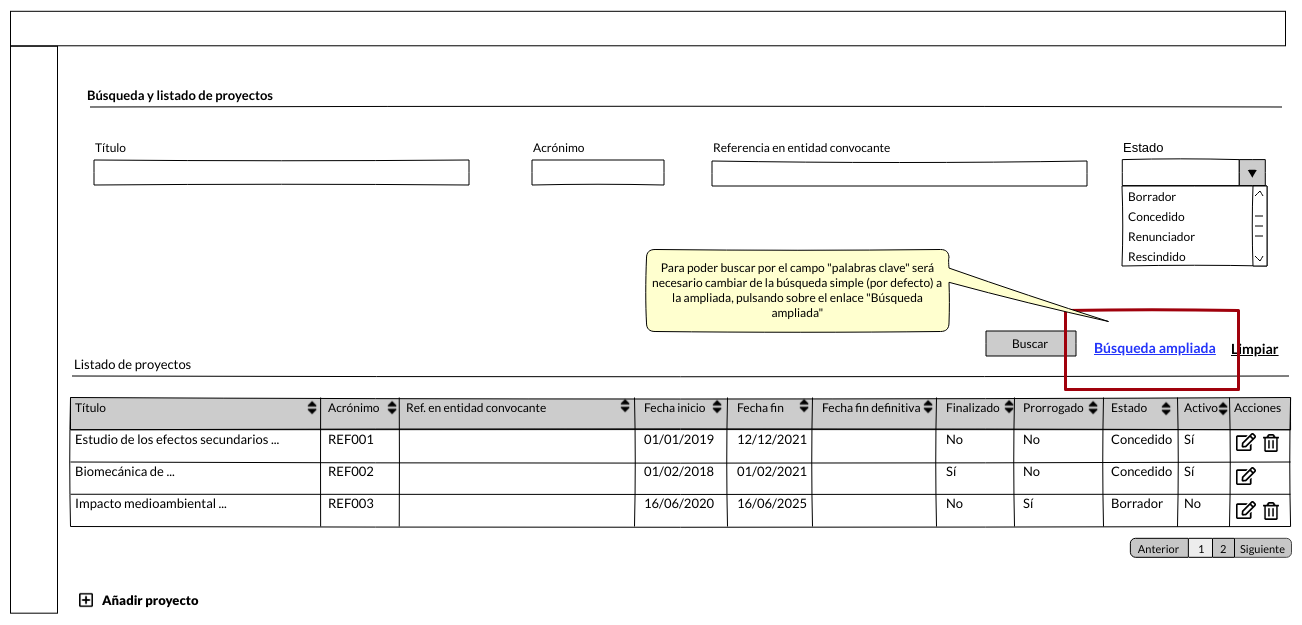 Búsqueda y listado de proyectos
Título
Acrónimo
Referencia en entidad convocante
Estado
Borrador
Concedido
Renunciador
Rescindido
Para poder buscar por el campo "palabras clave" será
necesario cambiar de la búsqueda simple (por defecto) a
la ampliada, pulsando sobre el enlace "Búsqueda
ampliada"
Buscar
Búsqueda ampliada
Limpiar
Listado de proyectos
Título Acrónimo Ref. en entidad convocante Fecha inicio Fecha fin Fecha fin definitiva Finalizado Prorrogado Estado Activo Acciones
Estudio de los efectos secundarios ... REF001 01/01/2019 12/12/2021 No No Concedido Sí
Biomecánica de ... REF002 01/02/2018 01/02/2021 Sí No Concedido Sí
Impacto medioambiental ... REF003 16/06/2020 16/06/2025 No Sí Borrador No
Anterior 1 2 Siguiente
Añadir proyecto